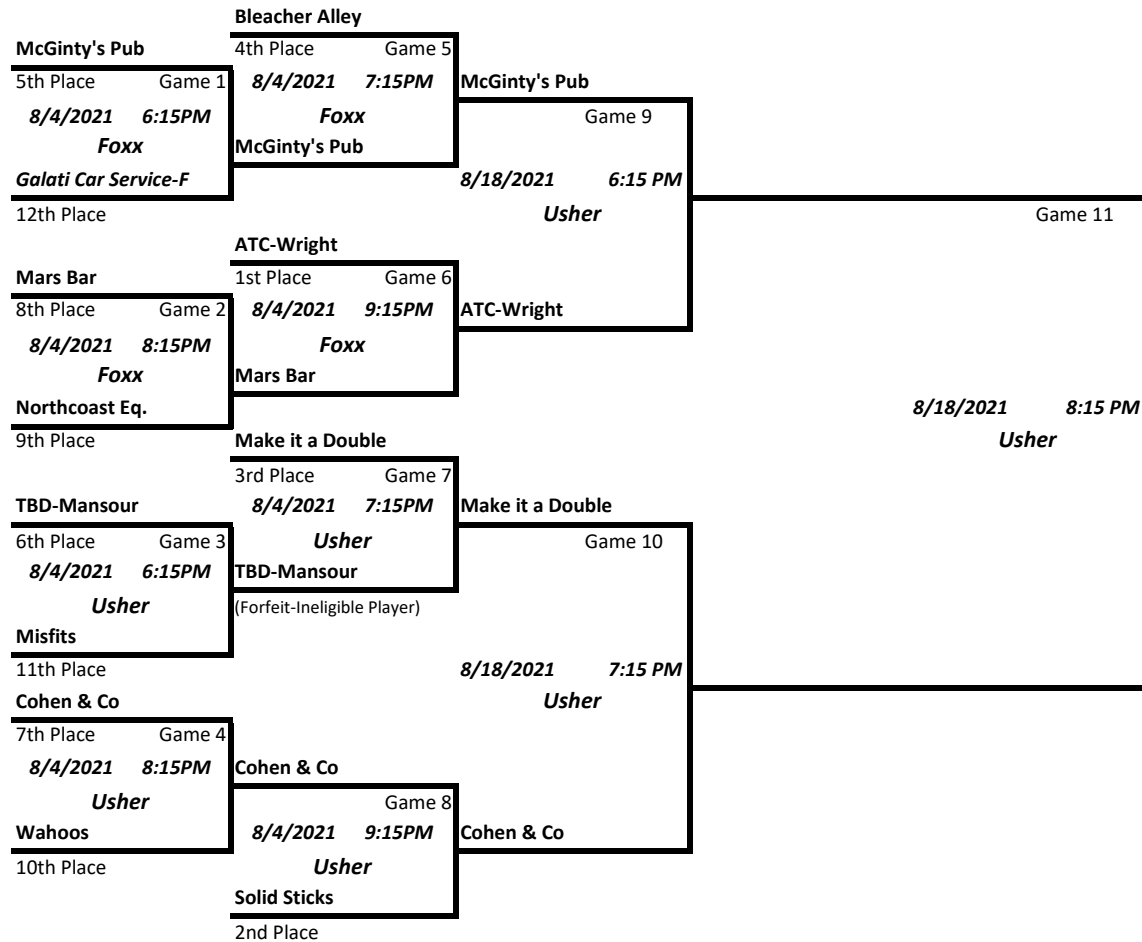 Bleacher Alley
McGinty's Pub
4th Place Game 5
5th Place Game 1
8/4/2021 7:15PM
McGinty's Pub
8/4/2021 6:15PM
Foxx
Game 9
Foxx
McGinty's Pub
Galati Car Service-F
8/18/2021 6:15 PM
12th Place
Usher
Game 11
ATC-Wright
Mars Bar
1st Place Game 6
8th Place Game 2
8/4/2021 9:15PM
ATC-Wright
8/4/2021 8:15PM
Foxx
Foxx
Mars Bar
Northcoast Eq.
8/18/2021 8:15 PM
9th Place
Make it a Double
Usher
3rd Place Game 7
TBD-Mansour
8/4/2021 7:15PM
Make it a Double
6th Place Game 3
Usher
Game 10
8/4/2021 6:15PM
TBD-Mansour
Usher
(Forfeit-Ineligible Player)
Misfits
11th Place
8/18/2021 7:15 PM
Cohen & Co
Usher
7th Place Game 4
8/4/2021 8:15PM
Cohen & Co
Usher
Game 8
Wahoos
8/4/2021 9:15PM
Cohen & Co
10th Place
Usher
Solid Sticks
2nd Place